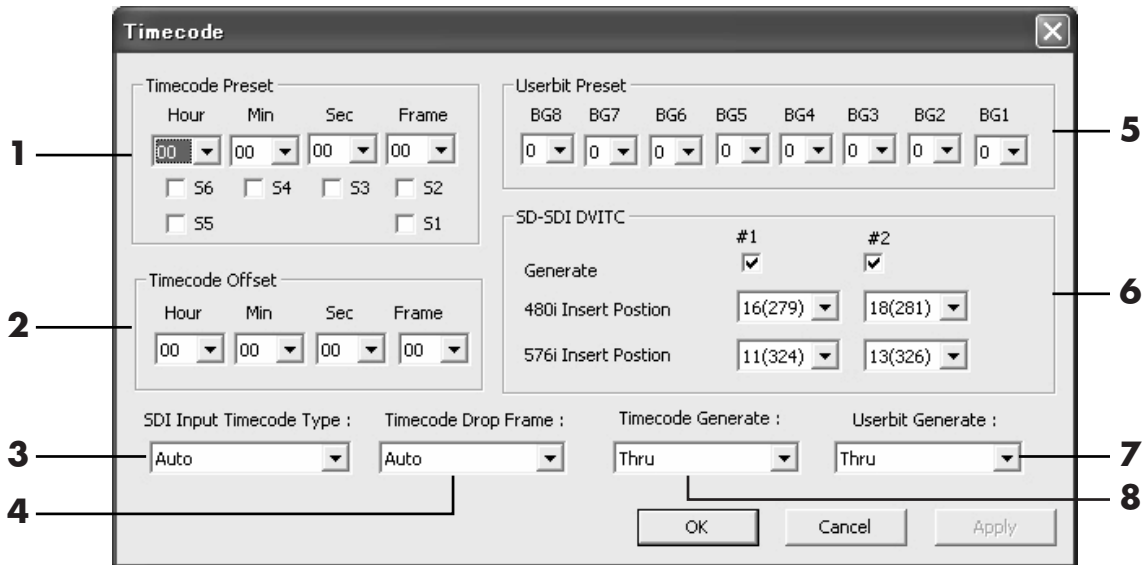 Timecode
Timecode Preset
Hour Min Sec Frame
00 00 00 00
S6 S4 S3 S2
S5 S1
1
Userbit Preset
BG8 BG7 BG6 BG5 BG4 BG3 BG2 BG1
0 0 0 0 0 0 0 0
5
Timecode Offset
Hour Min Sec Frame
00 00 00 00
2
SD-SDI DVITC
#1 #2
Generate
480i Insert Postion 16(279) 18(281)
576i Insert Postion 11(324) 13(326)
6
SDI Input Timecode Type : Timecode Drop Frame : Timecode Generate : Userbit Generate :
3 Auto Auto Thru Thru 7
4 8
OK Cancel Apply